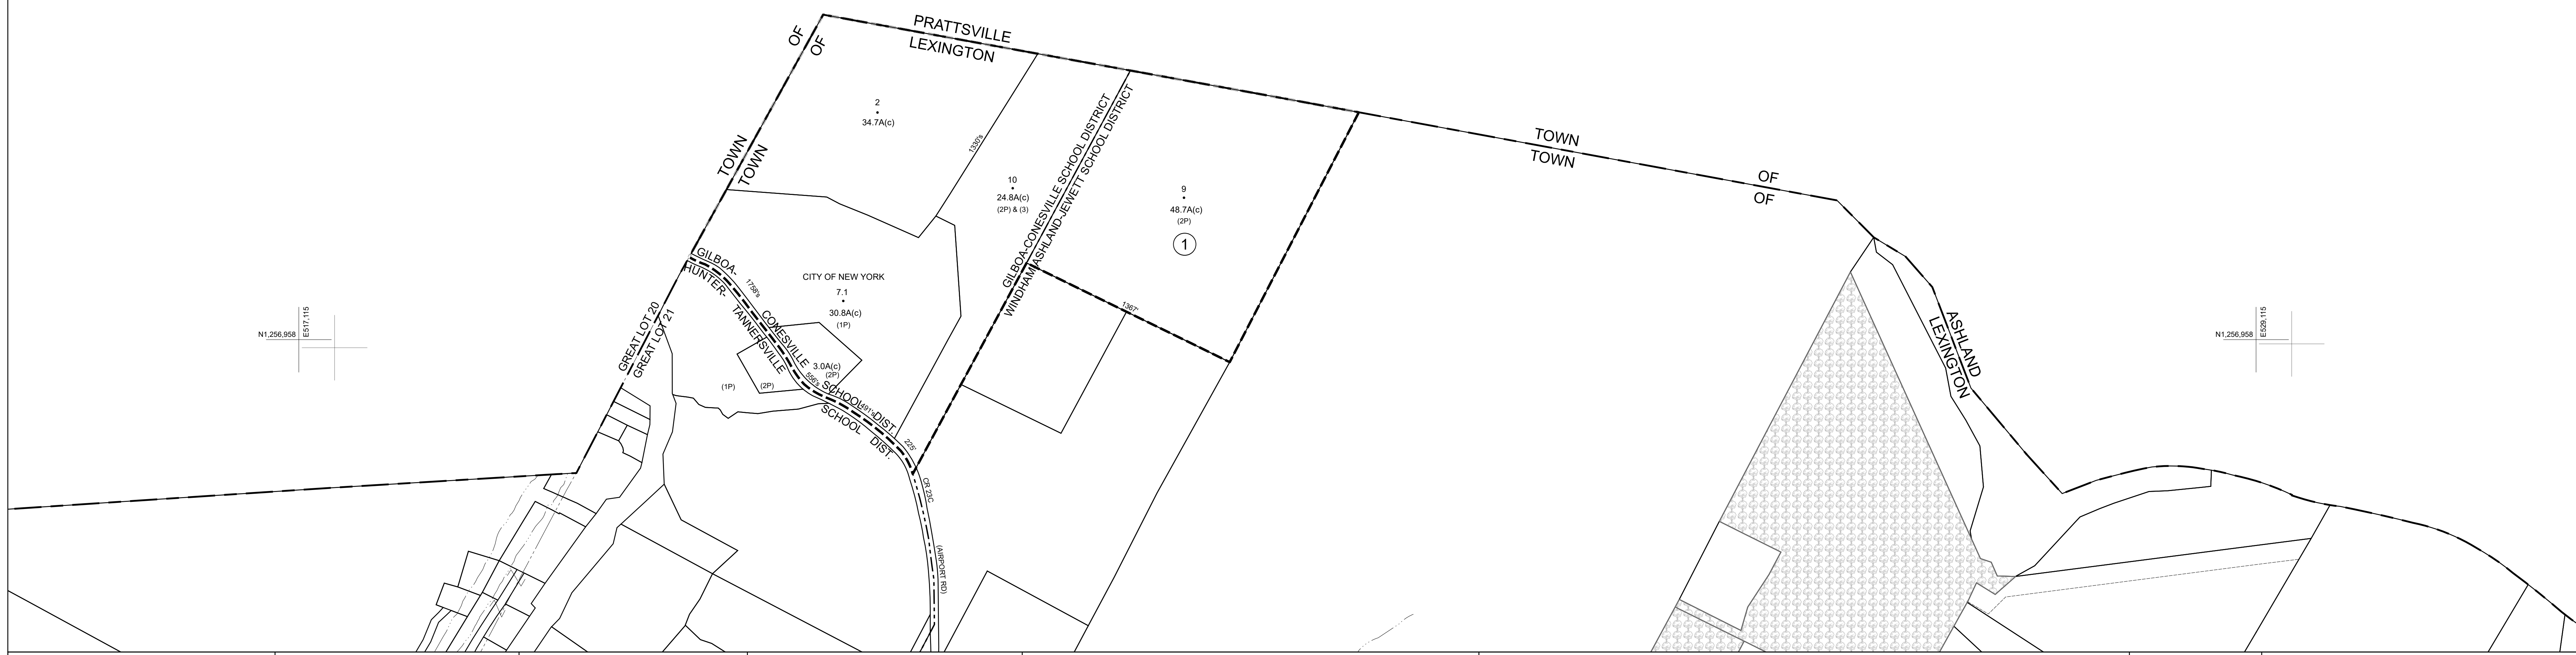 PRATTSVILLE
LEXINGTON
OF
OF
TOWN
TOWN
2
34.7A(c)
1330's
10
24.8A(c)
(2P) & (3)
GILBOA-CONESVILLE SCHOOL DISTRICT
WINDHAM/ASHLAND-JEWETT SCHOOL DISTRICT
9
48.7A(c)
(2P)
1
TOWN
TOWN
OF
OF
GILBOA-
CONESVILLE
SCHOOL DIST.
HUNTER-
TANNERSVILLE
SCHOOL DIST.
1758's
CITY OF NEW YORK
7.1
30.8A(c)
(1P)
3.0A(c)
(2P)
(1P)
(2P)
556's
491's
225'
1367'
GREAT LOT 20
GREAT LOT 21
N1,256,958
E517,115
CR 23C
(AIRPORT RD)
ASHLAND
LEXINGTON
N1,256,958
E529,115